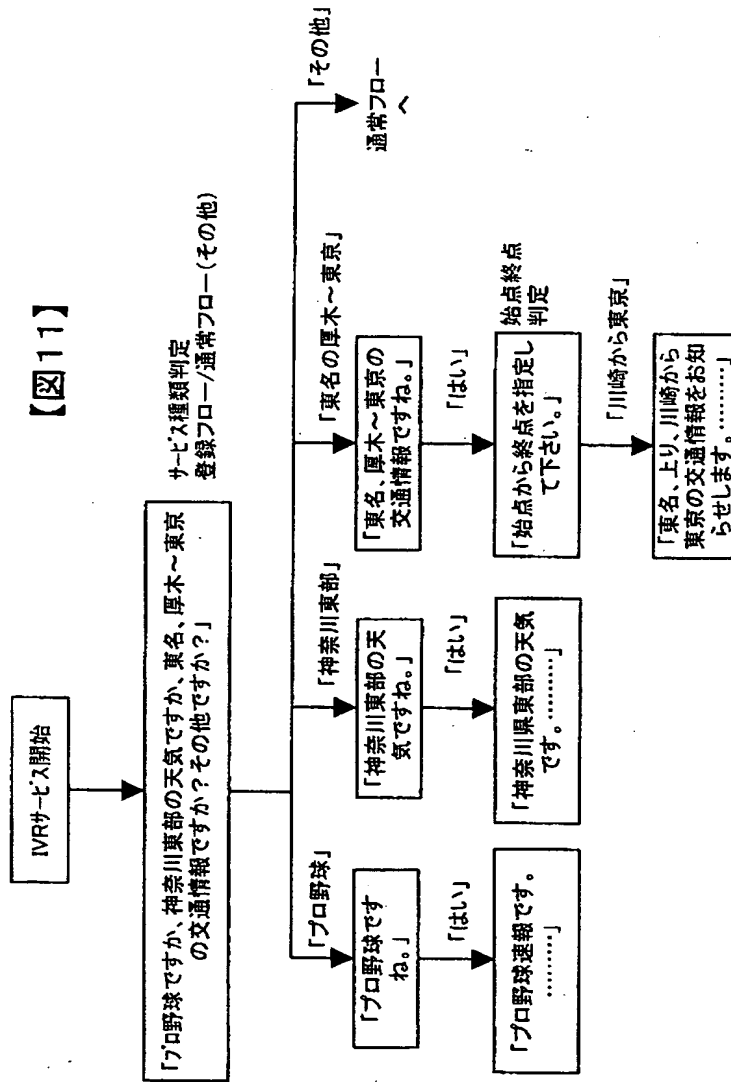 【図11】
IVRサービス開始
サービス種類判定
登録フロー/通常フロー(その他)
「プロ野球ですか、神奈川東部の天気ですか、東名、厚木～東京
の交通情報ですか?その他ですか?」
「プロ野球」
「神奈川東部」
「東名の厚木～東京」
「その他」
「プロ野球です
ね。」
「神奈川東部の天
気ですね。」
「東名、厚木～東京の
交通情報ですね。」
通常フロー
へ
「はい」
「はい」
「はい」
始点終点
判定
「プロ野球速報です。
………」
「神奈川県東部の天気
です。………」
「始点から終点を指定し
て下さい。」
「川崎から東京」
「東名、上り、川崎から
東京の交通情報をお知
らせします。………」